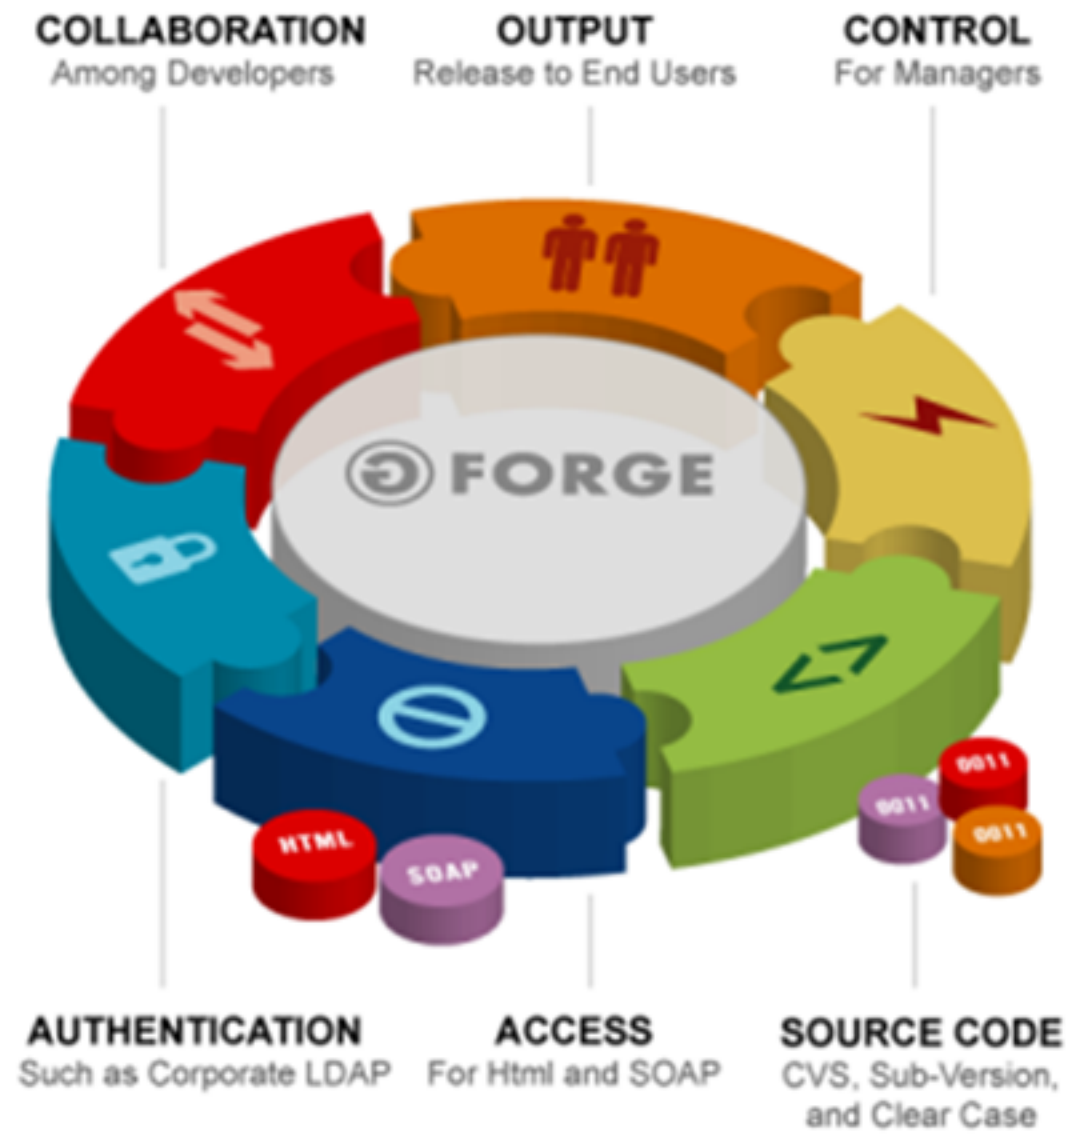 COLLABORATION
Among Developers
OUTPUT
Release to End Users
CONTROL
For Managers
G FORGE
0011
0011
0011
HTML
SOAP
AUTHENTICATION
Such as Corporate LDAP
ACCESS
For Html and SOAP
SOURCE CODE
CVS, Sub-Version,
and Clear Case